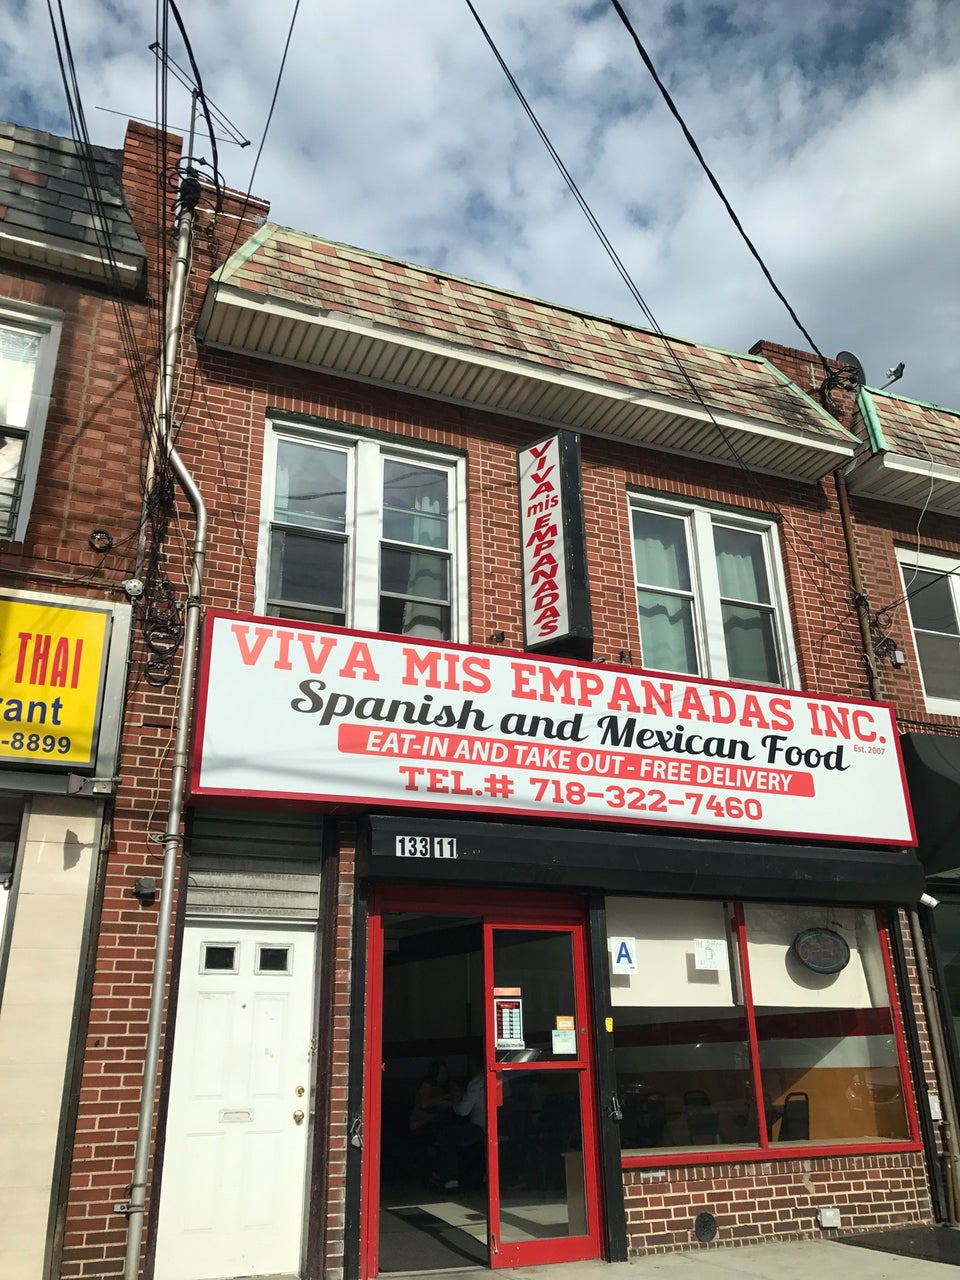 VIVA mis EMPANADAS
THAI
rant
-8899
VIVA MIS EMPANADAS INC.
Spanish and Mexican Food
Est. 2007
EAT-IN AND TAKE OUT - FREE DELIVERY
TEL.# 718-322-7460
133 11
A
OPEN